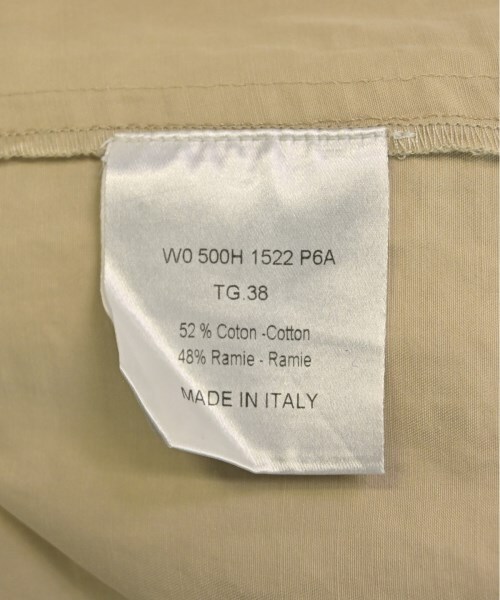 W0 500H 1522 P6A
TG.38
52 % Coton -Cotton
48% Ramie - Ramie
MADE IN ITALY